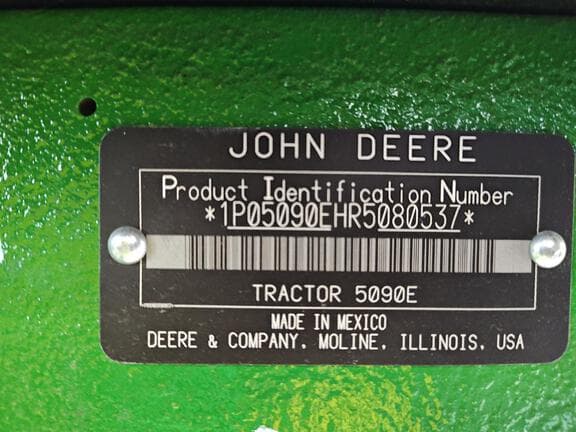 JOHN DEERE
Product Identification Number
*1P05090EHR5080537*
TRACTOR 5090E
MADE IN MEXICO
DEERE & COMPANY, MOLINE, ILLINOIS, USA